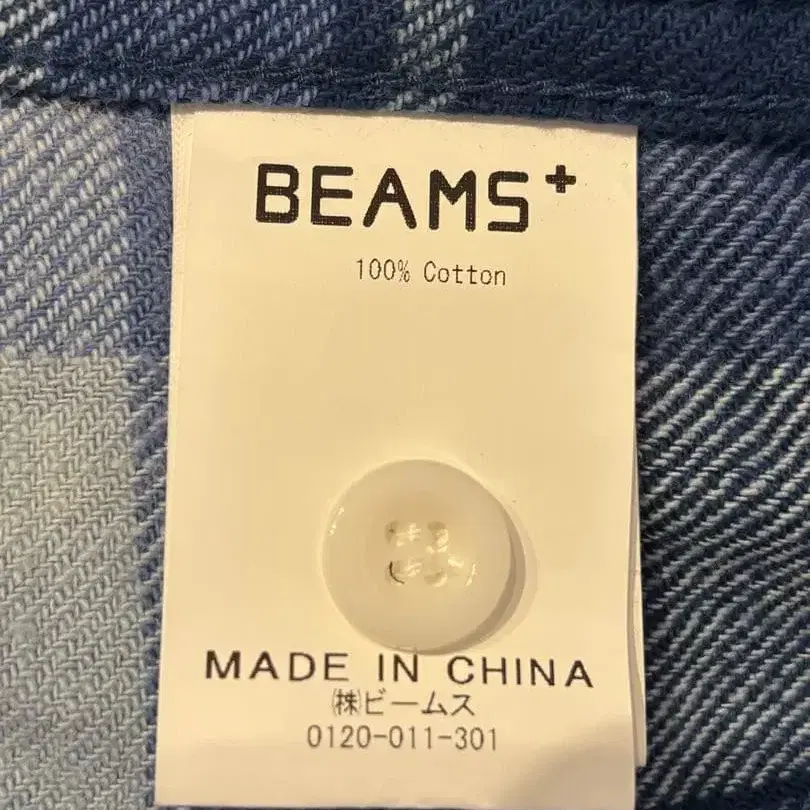 BEAMS+
100% Cotton
MADE IN CHINA
㈱ビームス
0120-011-301